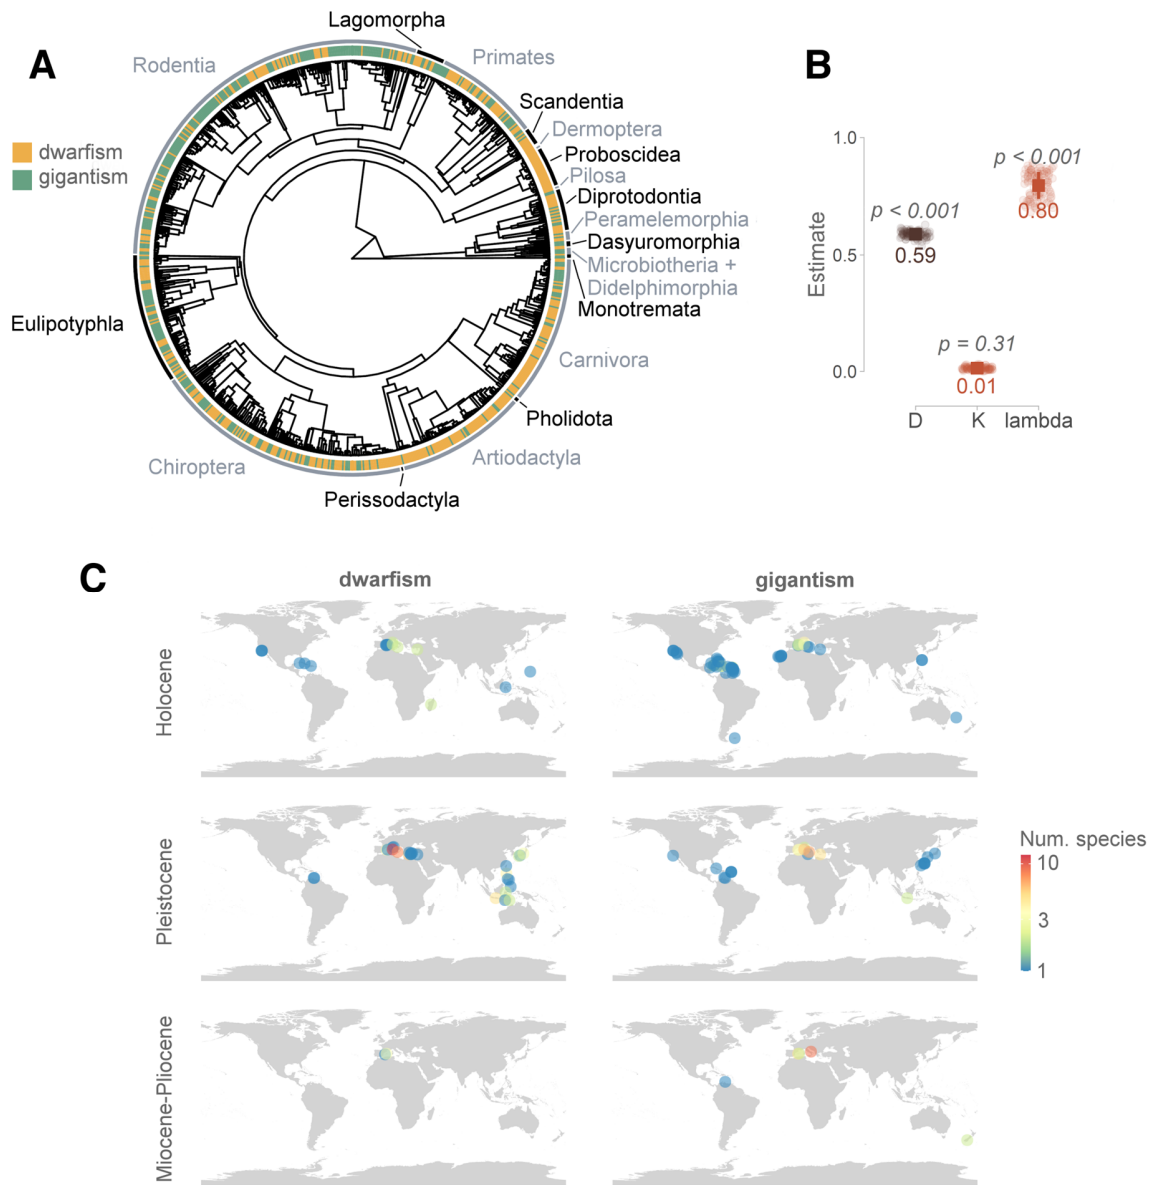 A
Lagomorpha
Rodentia
Primates
Scandentia
Dermoptera
Proboscidea
Pilosa
Diprotodontia
Peramelemorphia
Dasyuromorphia
Microbiotheria +
Didelphimorphia
Monotremata
dwarfism
gigantism
Eulipotyphla
Carnivora
Pholidota
Artiodactyla
Chiroptera
Perissodactyla
B
1.0
0.5
0.0
Estimate
p < 0.001
0.59
p = 0.31
0.01
p < 0.001
0.80
D K lambda
C
dwarfism gigantism
Holocene
Pleistocene
Miocene-Pliocene
Num. species
10
3
1